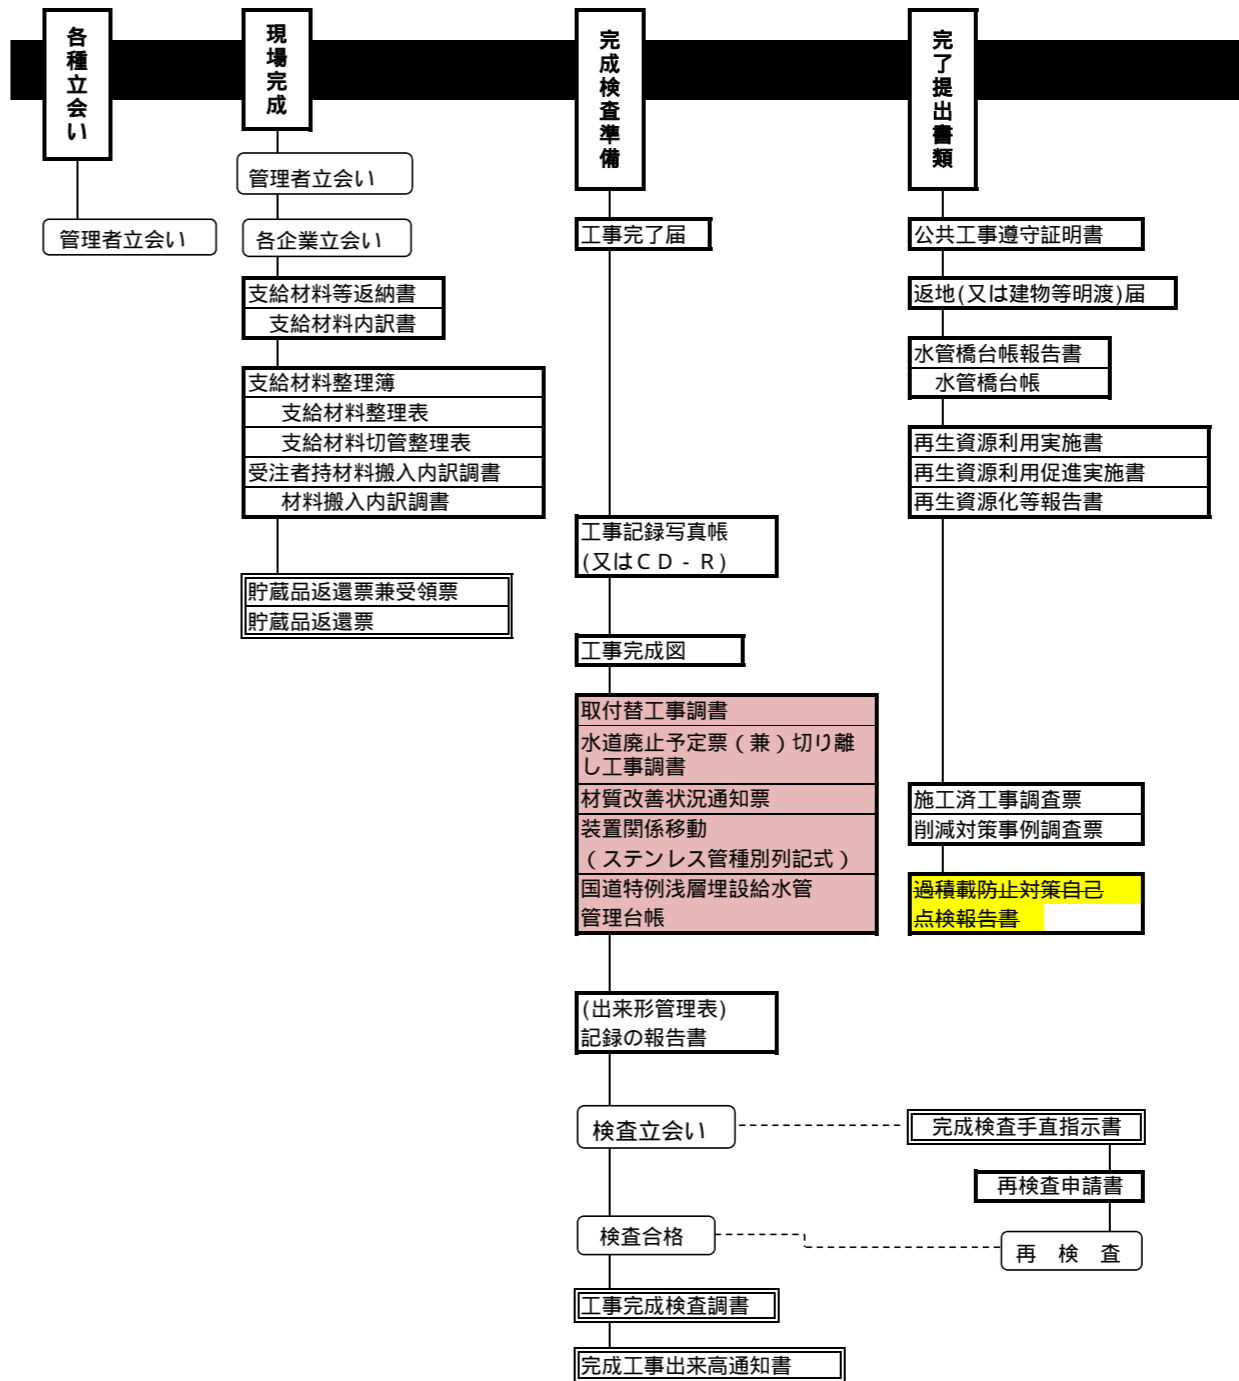 各種立会い
現場完成
完成検査準備
完了提出書類
管理者立会い
管理者立会い
各企業立会い
支給材料等返納書
支給材料内訳書
支給材料整理簿
支給材料整理表
支給材料切管整理表
受注者持材料搬入内訳調書
材料搬入内訳調書
貯蔵品返還票兼受領票
貯蔵品返還票
工事完了届
工事記録写真帳
(又はCD-R)
工事完成図
取付替工事調書
水道廃止予定票(兼)切り離
し工事調書
材質改善状況通知票
装置関係移動
(ステンレス管種別列記式)
国道特例浅層埋設給水管
管理台帳
(出来形管理表)
記録の報告書
検査立会い
検査合格
工事完成検査調書
完成工事出来高通知書
公共工事遵守証明書
返地(又は建物等明渡)届
水管橋台帳報告書
水管橋台帳
再生資源利用実施書
再生資源利用促進実施書
再生資源化等報告書
施工済工事調査票
削減対策事例調査票
過積載防止対策自己
点検報告書
完成検査手直指示書
再検査申請書
再 検 査